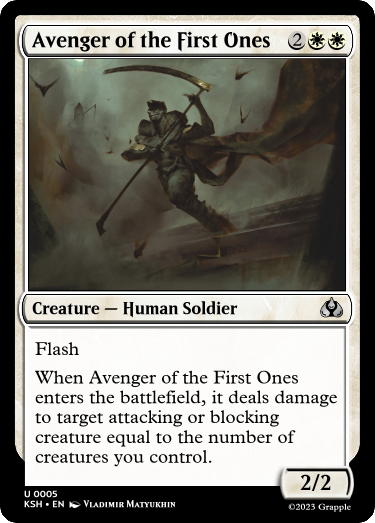 Avenger of the First Ones 2
Creature — Human Soldier
Flash
When Avenger of the First Ones
enters the battlefield, it deals damage
to target attacking or blocking
creature equal to the number of
creatures you control.
2/2
U 0005
KSH • EN Vladimir Matyukhin
©2023 Grapple